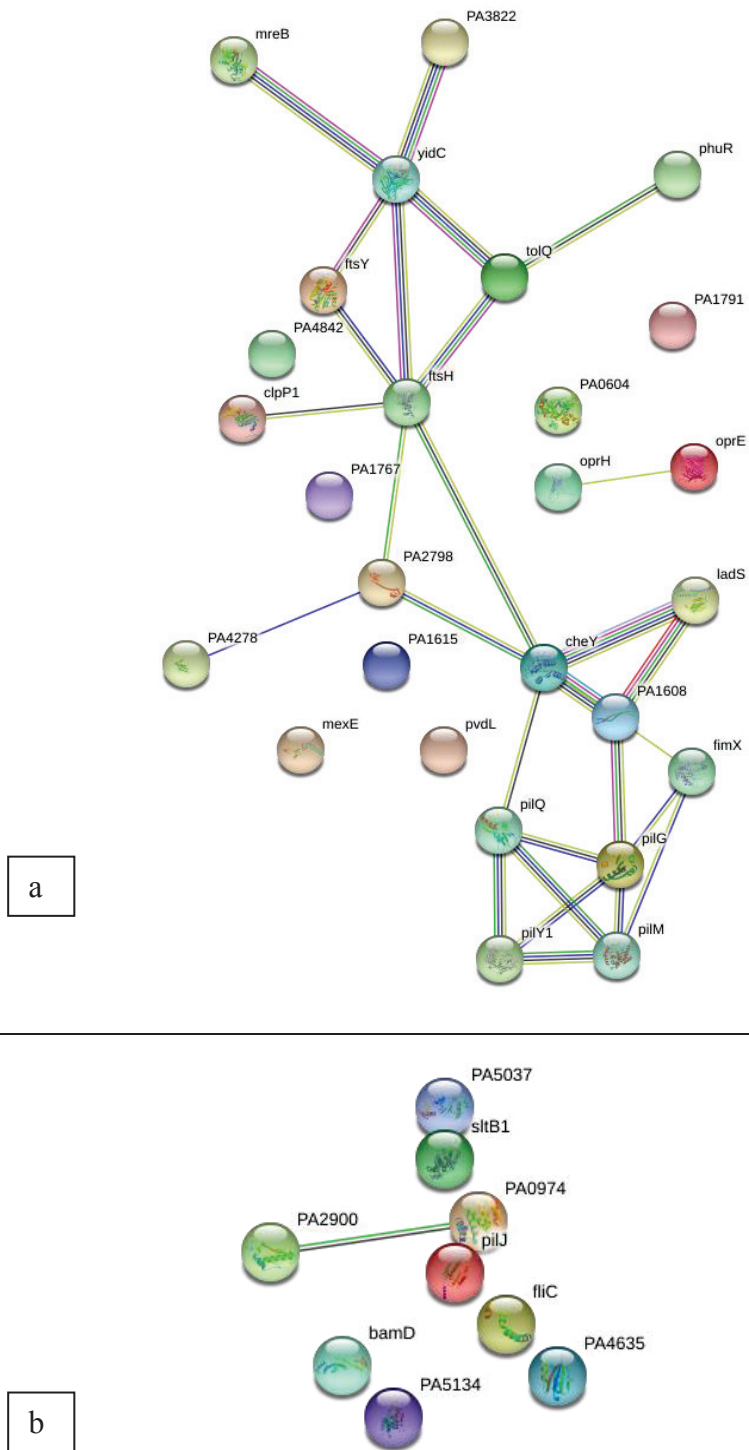 PA3822
mreB
yidC
phuR
tolQ
ftsY
PA1791
PA4842
ftsH
clpP1
PA0604
oprE
oprH
PA1767
PA2798
ladS
PA4278
PA1615
cheY
PA1608
mexE
pvdL
fimX
pilQ
pilG
a
pilY1
pilM
PA5037
sltB1
PA0974
PA2900
pilJ
fliC
bamD
PA4635
PA5134
b